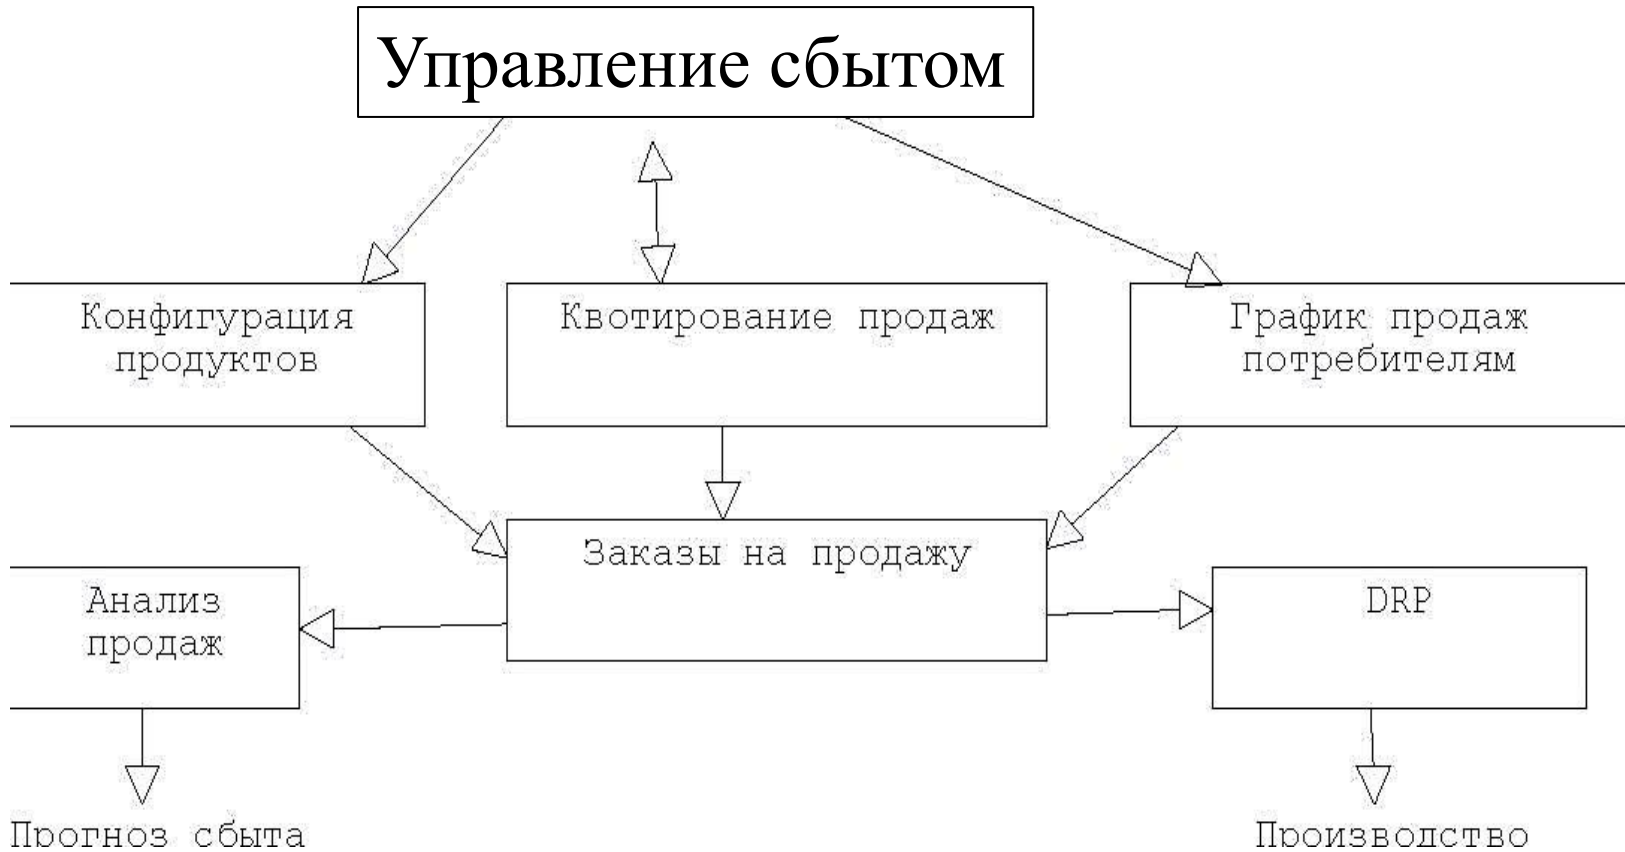 Управление сбытом
Конфигурация
продуктов
Квотирование продаж
График продаж
потребителям
Заказы на продажу
Анализ
продаж
DRP
Прогноз сбыта
Производство